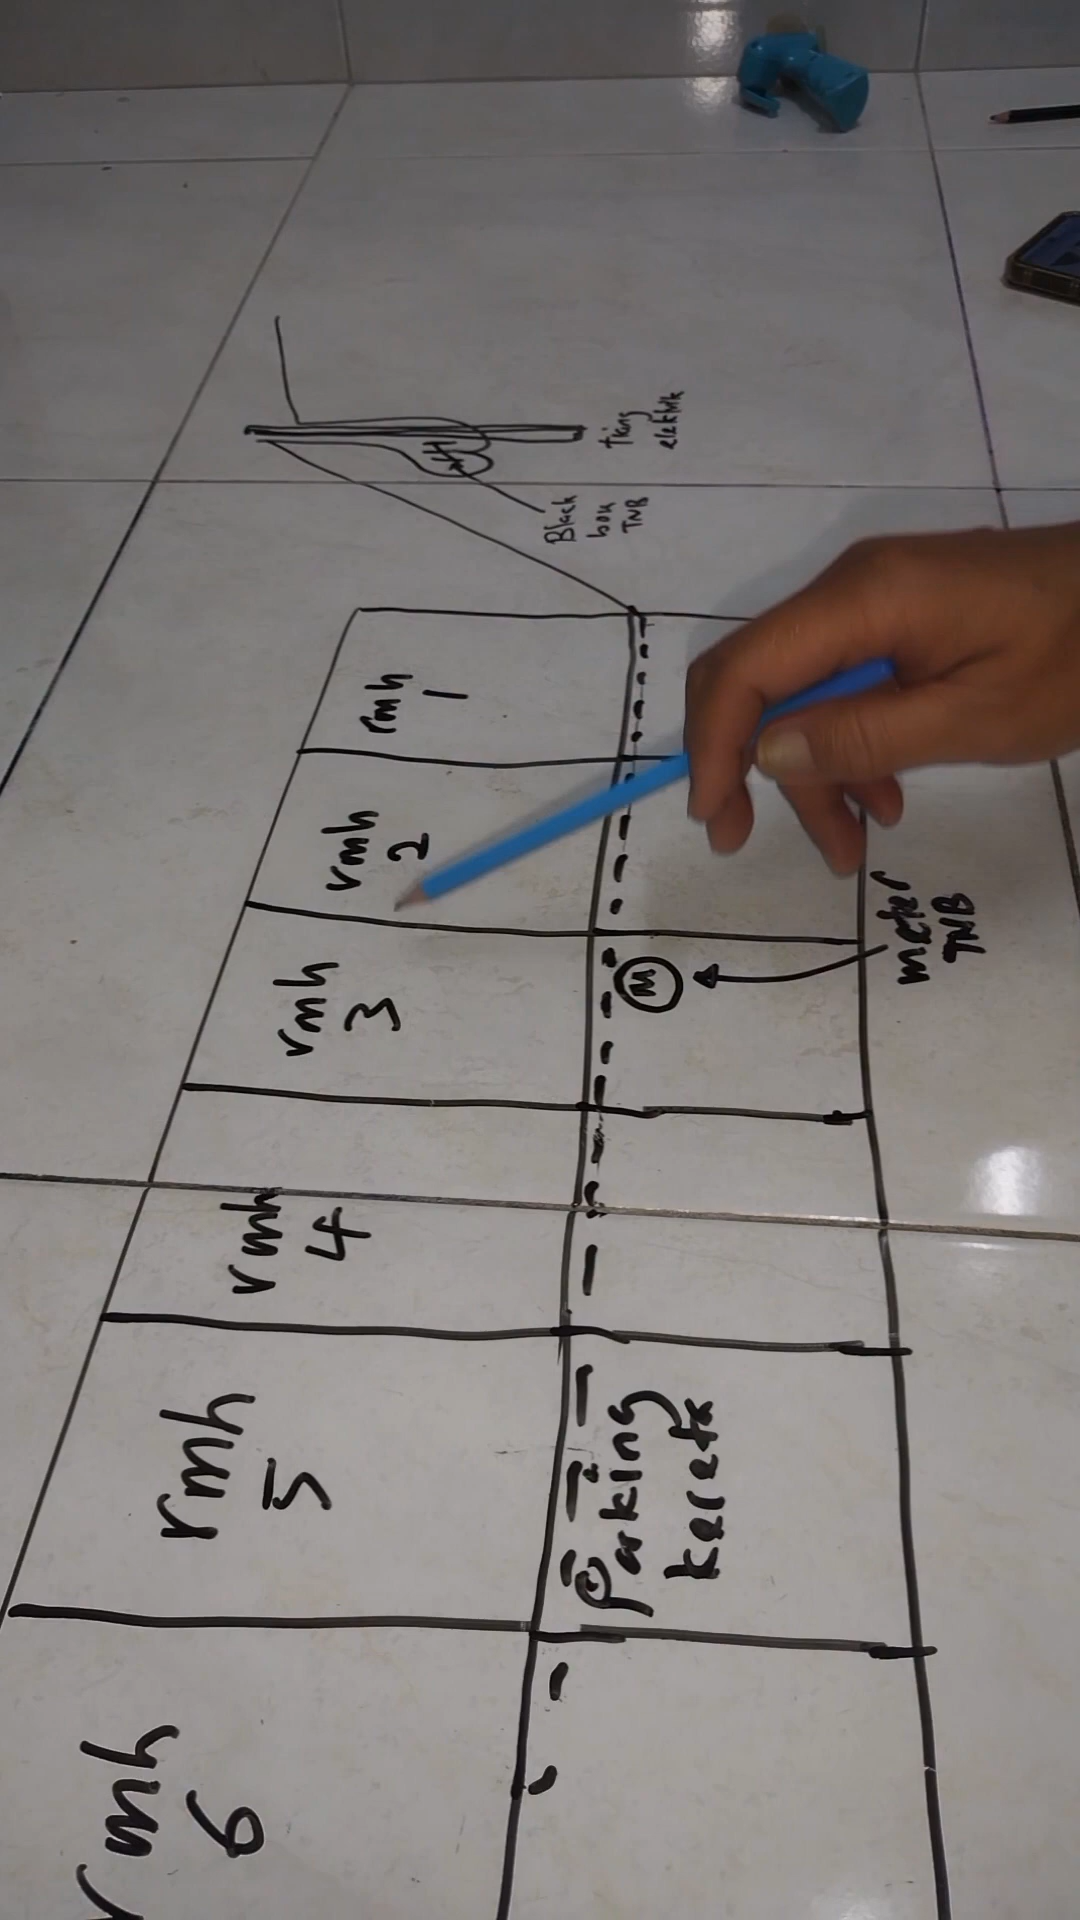 tiang
elektrik
Black
box
TNB
rmh
1
rmh
2
rmh
3
M
meter
TNB
rmh
4
rmh
5
Parking
kereta
rmh
6